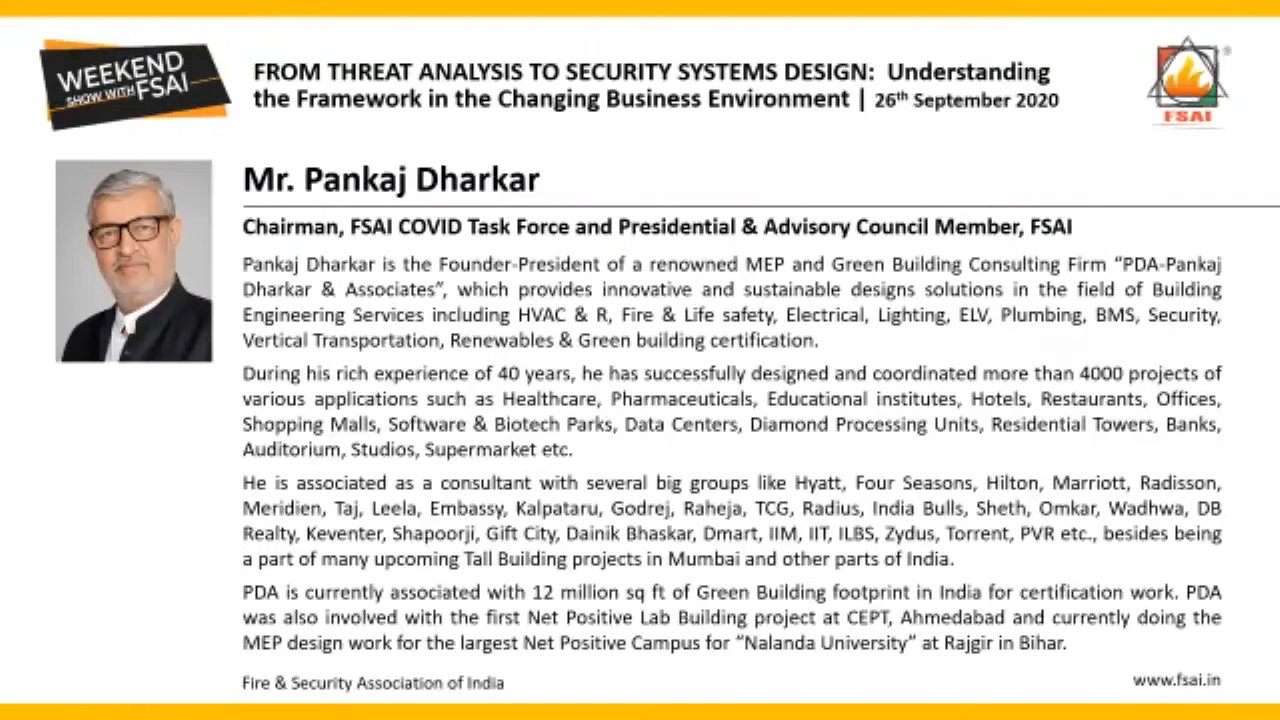 WEEKEND
SHOW WITH FSAI
FROM THREAT ANALYSIS TO SECURITY SYSTEMS DESIGN: Understanding
the Framework in the Changing Business Environment | 26th September 2020
®
FSAI
Mr. Pankaj Dharkar
Chairman, FSAI COVID Task Force and Presidential & Advisory Council Member, FSAI
Pankaj Dharkar is the Founder-President of a renowned MEP and Green Building Consulting Firm “PDA-Pankaj
Dharkar & Associates”, which provides innovative and sustainable designs solutions in the field of Building
Engineering Services including HVAC & R, Fire & Life safety, Electrical, Lighting, ELV, Plumbing, BMS, Security,
Vertical Transportation, Renewables & Green building certification.
During his rich experience of 40 years, he has successfully designed and coordinated more than 4000 projects of
various applications such as Healthcare, Pharmaceuticals, Educational institutes, Hotels, Restaurants, Offices,
Shopping Malls, Software & Biotech Parks, Data Centers, Diamond Processing Units, Residential Towers, Banks,
Auditorium, Studios, Supermarket etc.
He is associated as a consultant with several big groups like Hyatt, Four Seasons, Hilton, Marriott, Radisson,
Meridien, Taj, Leela, Embassy, Kalpataru, Godrej, Raheja, TCG, Radius, India Bulls, Sheth, Omkar, Wadhwa, DB
Realty, Keventer, Shapoorji, Gift City, Dainik Bhaskar, Dmart, IIM, IIT, ILBS, Zydus, Torrent, PVR etc., besides being
a part of many upcoming Tall Building projects in Mumbai and other parts of India.
PDA is currently associated with 12 million sq ft of Green Building footprint in India for certification work. PDA
was also involved with the first Net Positive Lab Building project at CEPT, Ahmedabad and currently doing the
MEP design work for the largest Net Positive Campus for “Nalanda University” at Rajgir in Bihar.
Fire & Security Association of India
www.fsai.in